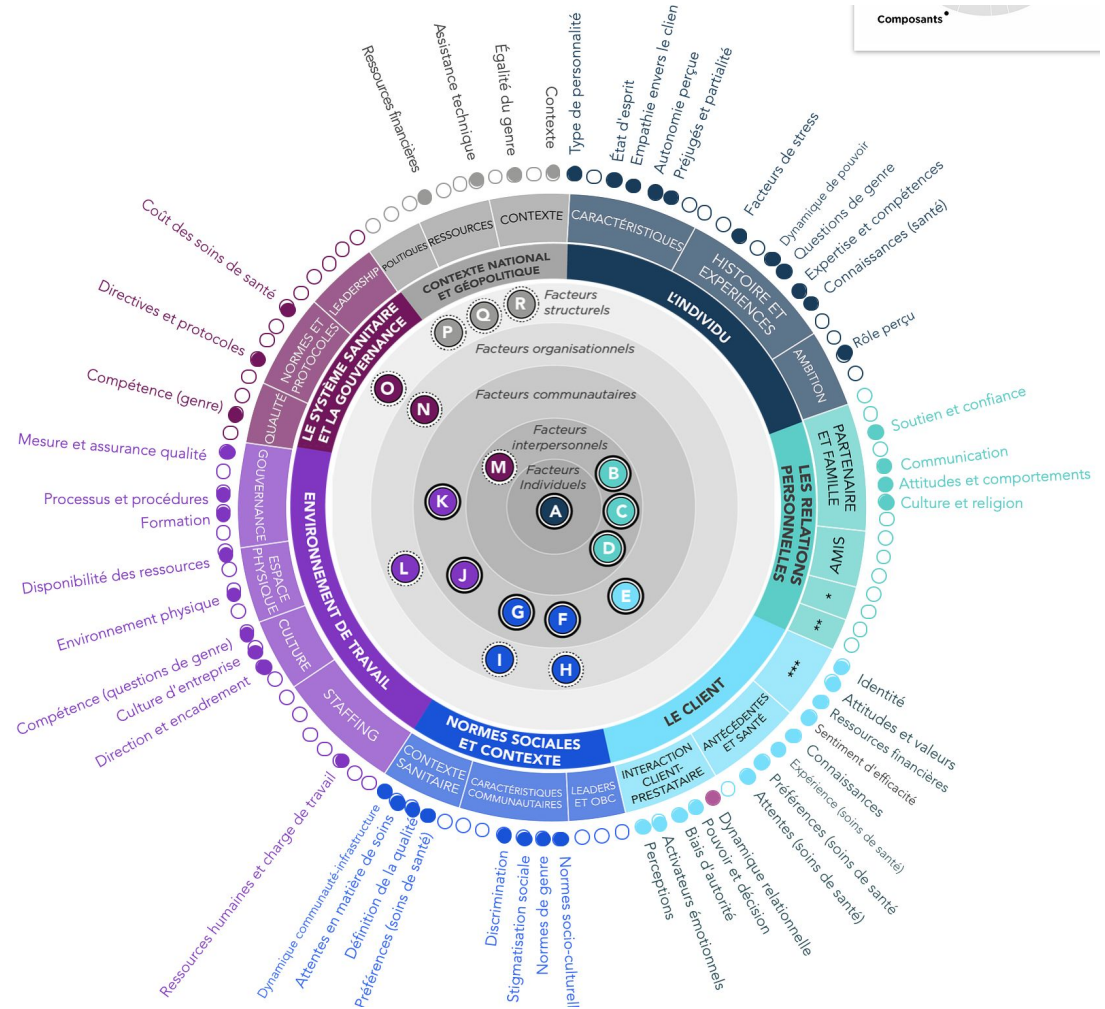 Composants
Ressources financières
Assistance technique
Égalité du genre
Contexte
Type de personnalité
État d'esprit
Empathie envers le clien
Autonomie perçue
Préjugés et partialité
Facteurs de stress
Dynamique de pouvoir
Questions de genre
Expertise et compétences
Connaissances (santé)
Rôle perçu
Soutien et confiance
Communication
Attitudes et comportements
Culture et religion
Identité
Attitudes et valeurs
Ressources financières
Sentiment d'efficacité
Connaissances
Expérience (soins de santé)
Préférences (soins de santé
Attentes (soins de santé)
Dynamique relationnelle
Pouvoir et décision
Biais d'autorité
Activateurs émotionnels
Perceptions
Normes socio-culturell
Normes de genre
Stigmatisation sociale
Discrimination
Préférences (soins de santé)
Définition de la qualité
Attentes en matière de soins
Dynamique communauté-infrastructure
Ressources humaines et charge de travail
Direction et encadrement
Culture d'entreprise
Compétence (questions de genre)
Environnement physique
Disponibilité des ressources
Formation
Processus et procédures
Mesure et assurance qualité
Compétence (genre)
Directives et protocoles
Coût des soins de santé
POLITIQUES
RESSOURCES
CONTEXTE
CARACTÉRISTIQUES
HISTOIRE ET
EXPÉRIENCES
AMBITION
PARTENAIRE
ET FAMILLE
AMIS
*
**
***
ANTÉCÉDENTES
ET SANTÉ
INTERACTION
CLIENT-
PRESTATAIRE
LEADERS
ET OBC
CARACTÉRISTIQUES
COMMUNAUTAIRES
CONTEXTE
SANITAIRE
STAFFING
CULTURE
ESPACE
PHYSIQUE
GOUVERNANCE
QUALITÉ
NORMES ET
PROTOCOLES
LEADERSHIP
CONTEXTE NATIONAL
ET GÉOPOLITIQUE
L'INDIVIDU
LES RELATIONS
PERSONNELLES
LE CLIENT
NORMES SOCIALES
ET CONTEXTE
ENVIRONNEMENT DE TRAVAIL
LE SYSTÈME SANITAIRE
ET LA GOUVERNANCE
Facteurs
structurels
Facteurs organisationnels
Facteurs communautaires
Facteurs
interpersonnels
Facteurs
Individuels
R
Q
P
O
N
M
B
K
C
A
D
L
J
E
G
F
I
H